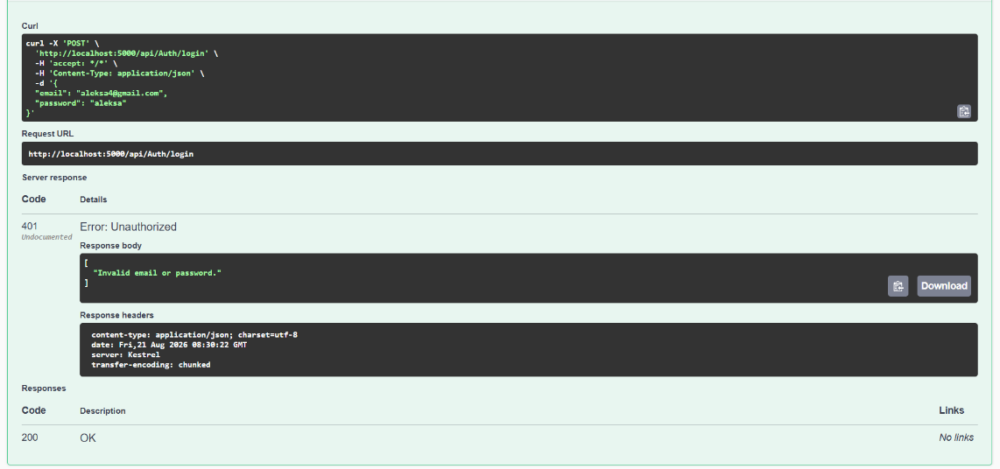 Curl
curl -X 'POST' \
'http://localhost:5000/api/Auth/login' \
-H 'accept: */*' \
-H 'Content-Type: application/json' \
-d '{
"email": "aleksa4@gmail.com",
"password": "aleksa"
}'
Request URL
http://localhost:5000/api/Auth/login
Server response
Code Details
401 Error: Unauthorized
Undocumented
Response body
[
"Invalid email or password."
]
Download
Response headers
content-type: application/json; charset=utf-8
date: Fri,21 Aug 2026 08:30:22 GMT
server: Kestrel
transfer-encoding: chunked
Responses
Code Description Links
200 OK No links